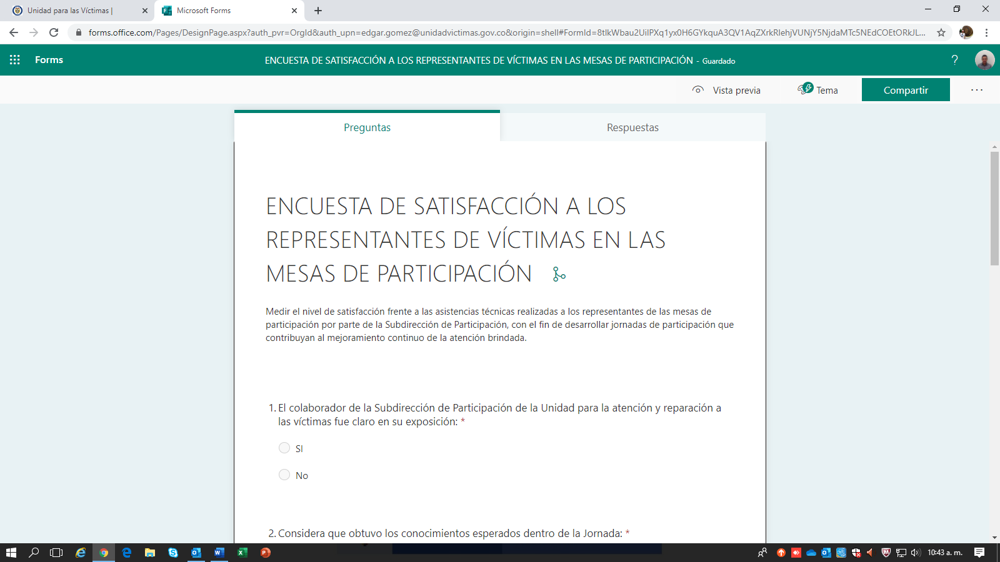 Unidad para las Víctimas |
Microsoft Forms
forms.office.com/Pages/DesignPage.aspx?auth_pvr=OrgId&auth_upn=edgar.gomez@unidadvictimas.gov.co&origin=shell#FormId=
Forms
ENCUESTA DE SATISFACCIÓN A LOS REPRESENTANTES DE VÍCTIMAS EN LAS MESAS DE PARTICIPACIÓN - Guardado
?
Vista previa
Tema
Compartir
...
Preguntas
Respuestas
ENCUESTA DE SATISFACCIÓN A LOS
REPRESENTANTES DE VÍCTIMAS EN LAS
MESAS DE PARTICIPACIÓN
Medir el nivel de satisfacción frente a las asistencias técnicas realizadas a los representantes de las mesas de
participación por parte de la Subdirección de Participación, con el fin de desarrollar jornadas de participación que
contribuyan al mejoramiento continuo de la atención brindada.
1. El colaborador de la Subdirección de Participación de la Unidad para la atención y reparación a
las víctimas fue claro en su exposición: *
SI
No
2. Considera que obtuvo los conocimientos esperados dentro de la Jornada: *
10:43 a. m.